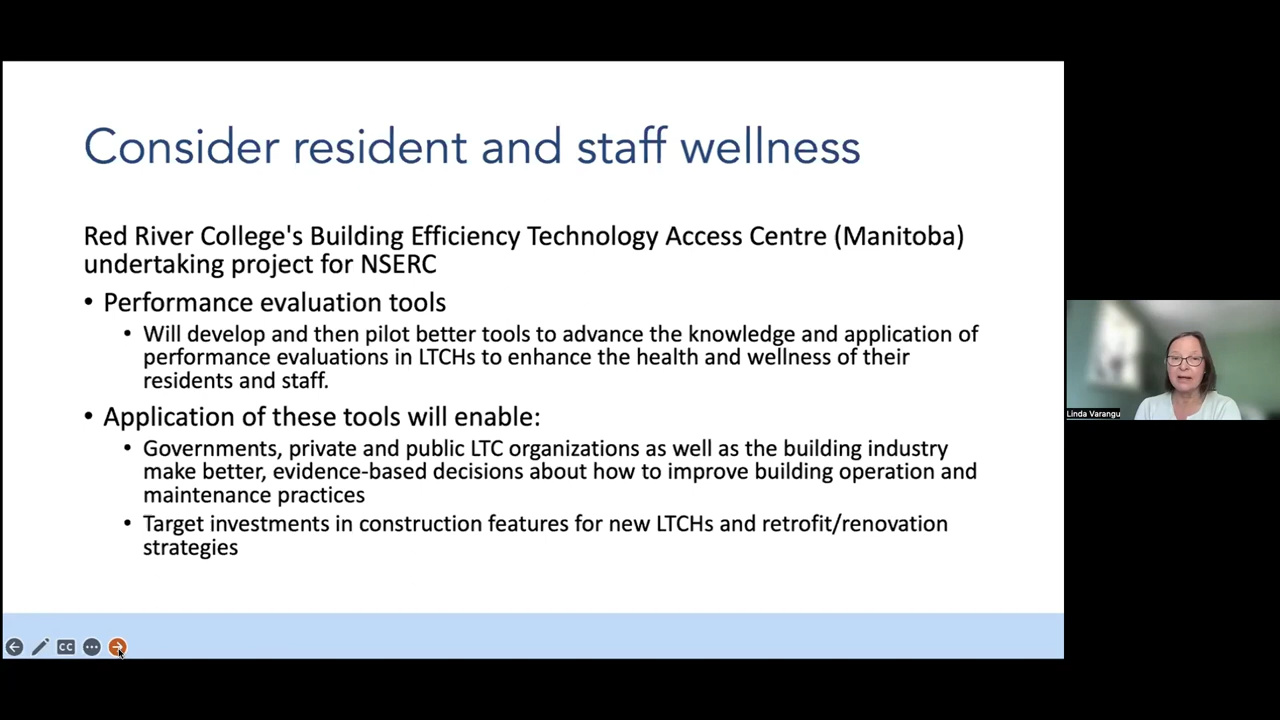 Consider resident and staff wellness
Red River College's Building Efficiency Technology Access Centre (Manitoba)
undertaking project for NSERC
• Performance evaluation tools
• Will develop and then pilot better tools to advance the knowledge and application of
performance evaluations in LTCHs to enhance the health and wellness of their
residents and staff.
• Application of these tools will enable:
• Governments, private and public LTC organizations as well as the building industry
make better, evidence-based decisions about how to improve building operation and
maintenance practices
• Target investments in construction features for new LTCHs and retrofit/renovation
strategies
Linda Varangu
CC